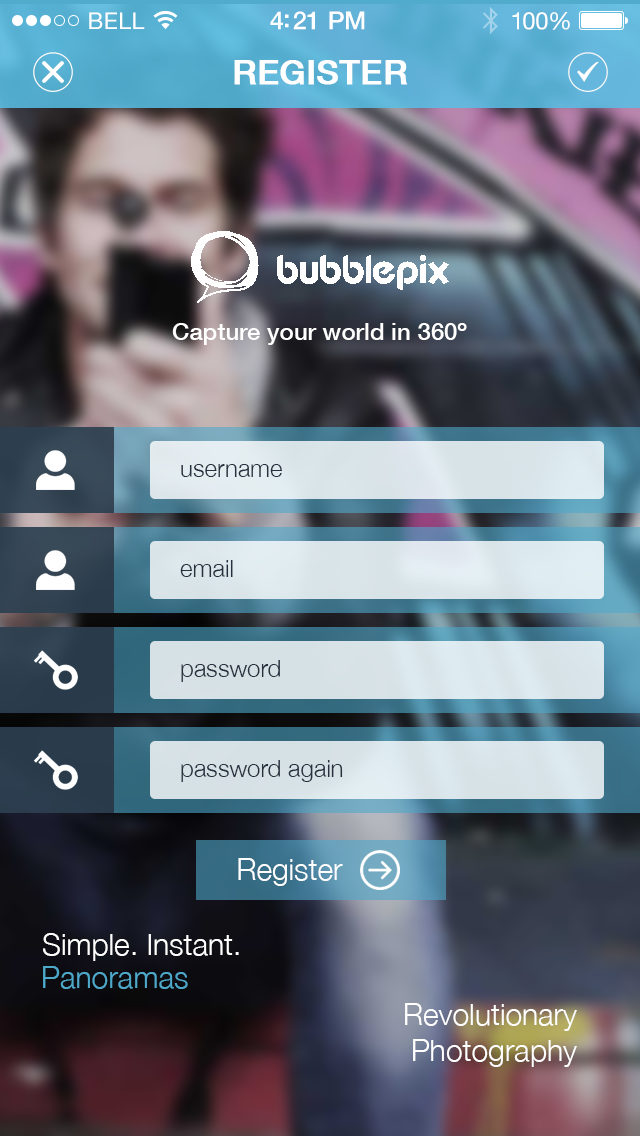 BELL 4:21 PM 100%
REGISTER
bubblepix
Capture your world in 360º
username
email
password
password again
Register
Simple. Instant.
Panoramas
Revolutionary
Photography